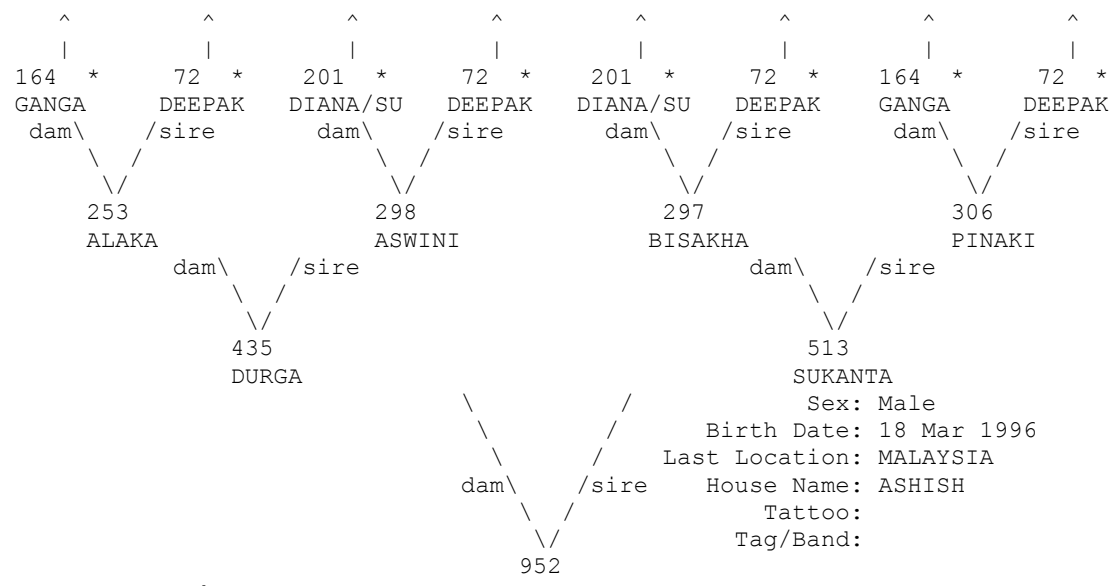 ^ ^ ^ ^ ^ ^ ^ ^
| | | | | | | |
164 * 72 * 201 * 72 * 201 * 72 * 164 * 72 *
GANGA DEEPAK DIANA/SU DEEPAK DIANA/SU DEEPAK GANGA DEEPAK
dam\ /sire dam\ /sire dam\ /sire dam\ /sire
\ / \ / \ / \ /
\/ \/ \/ \/
253 298 297 306
ALAKA ASWINI BISAKHA PINAKI
dam\ /sire dam\ /sire
\ / \ /
\/ \/
435 513
DURGA SUKANTA
\ / Sex: Male
\ / Birth Date: 18 Mar 1996
\ / Last Location: MALAYSIA
dam\ /sire House Name: ASHISH
\ / Tattoo:
\/ Tag/Band:
952